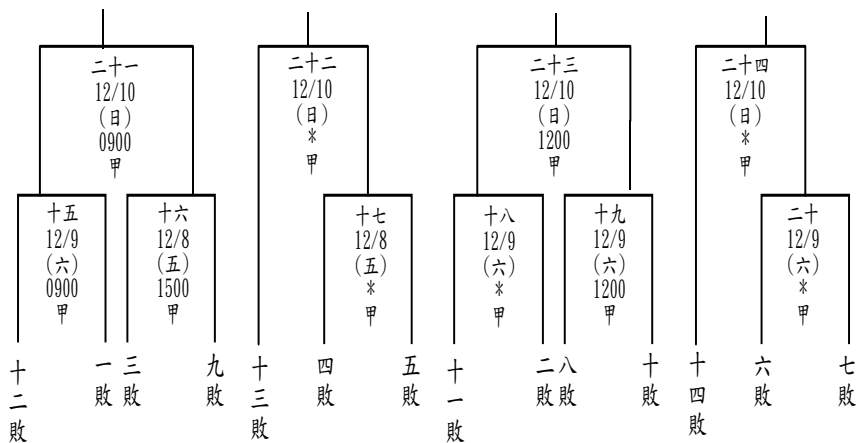 二十一
12/10
(日)
0900
甲
二十二
12/10
(日)
*
甲
二十三
12/10
(日)
1200
甲
二十四
12/10
(日)
*
甲
十五
12/9
(六)
0900
甲
十六
12/8
(五)
1500
甲
十七
12/8
(五)
*
甲
十八
12/9
(六)
*
甲
十九
12/9
(六)
1200
甲
二十
12/9
(六)
*
甲
十二敗
一敗
三敗
九敗
十三敗
四敗
五敗
十一敗
二敗
八敗
十敗
十四敗
六敗
七敗